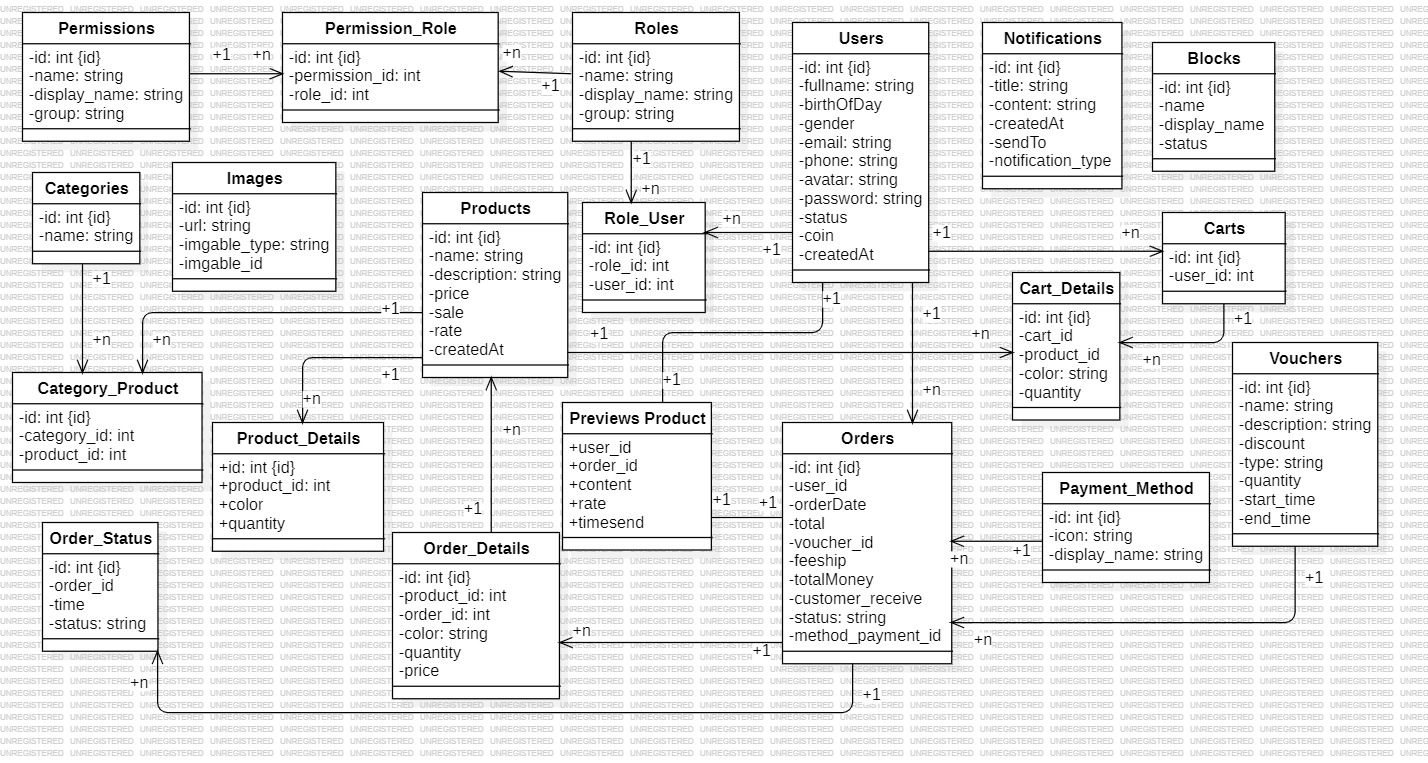 Permissions
-id: int {id}
-name: string
-display_name: string
-group: string
+1
+n
Permission_Role
-id: int {id}
-permission_id: int
-role_id: int
+n
+1
Roles
-id: int {id}
-name: string
-display_name: string
-group: string
+1
+n
Users
-id: int {id}
-fullname: string
-birthOfDay
-gender
-email: string
-phone: string
-avatar: string
-password: string
-status
-coin
-createdAt
Notifications
-id: int {id}
-title: string
-content: string
-createdAt
-sendTo
-notification_type
Blocks
-id: int {id}
-name
-display_name
-status
Categories
-id: int {id}
-name: string
+1
+n
Images
-id: int {id}
-url: string
-imgable_type: string
-imgable_id
Products
-id: int {id}
-name: string
-description: string
-price
-sale
-rate
-createdAt
+1
+n
+1
+n
+1
+n
Role_User
-id: int {id}
-role_id: int
-user_id: int
+n
+1
+1
+n
Carts
-id: int {id}
-user_id: int
+1
+n
Cart_Details
-id: int {id}
-cart_id
-product_id
-color: string
-quantity
Vouchers
-id: int {id}
-name: string
-description: string
-discount
-type: string
-quantity
-start_time
-end_time
+1
+n
Category_Product
-id: int {id}
-category_id: int
-product_id: int
Product_Details
+id: int {id}
+product_id: int
+color
+quantity
+n
+1
+1
+1
Previews Product
+user_id
+order_id
+content
+rate
+timesend
+1
+1
+1
+n
Orders
-id: int {id}
-user_id
-orderDate
-total
-voucher_id
-feeship
-totalMoney
-customer_receive
-status: string
-method_payment_id
Payment_Method
-id: int {id}
-icon: string
-display_name: string
+1
+n
Order_Status
-id: int {id}
-order_id
-time
-status: string
+n
+1
Order_Details
-id: int {id}
-product_id: int
-order_id: int
-color: string
-quantity
-price
+n
+1
UNREGISTERED